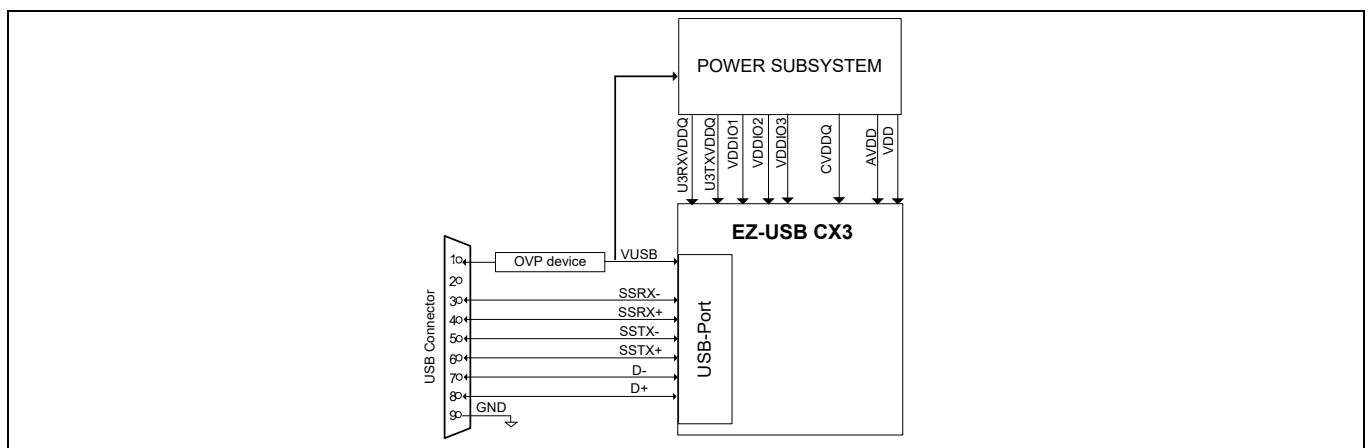 POWER SUBSYSTEM
U3RXVDDQ
U3TXVDDQ
VDDIO1
VDDIO2
VDDIO3
CVDDQ
AVDD
VDD
EZ-USB CX3
USB Connector
1
OVP device
VUSB
2
3
SSRX-
4
SSRX+
5
SSTX-
6
SSTX+
7
D-
8
D+
9
GND
USB-Port